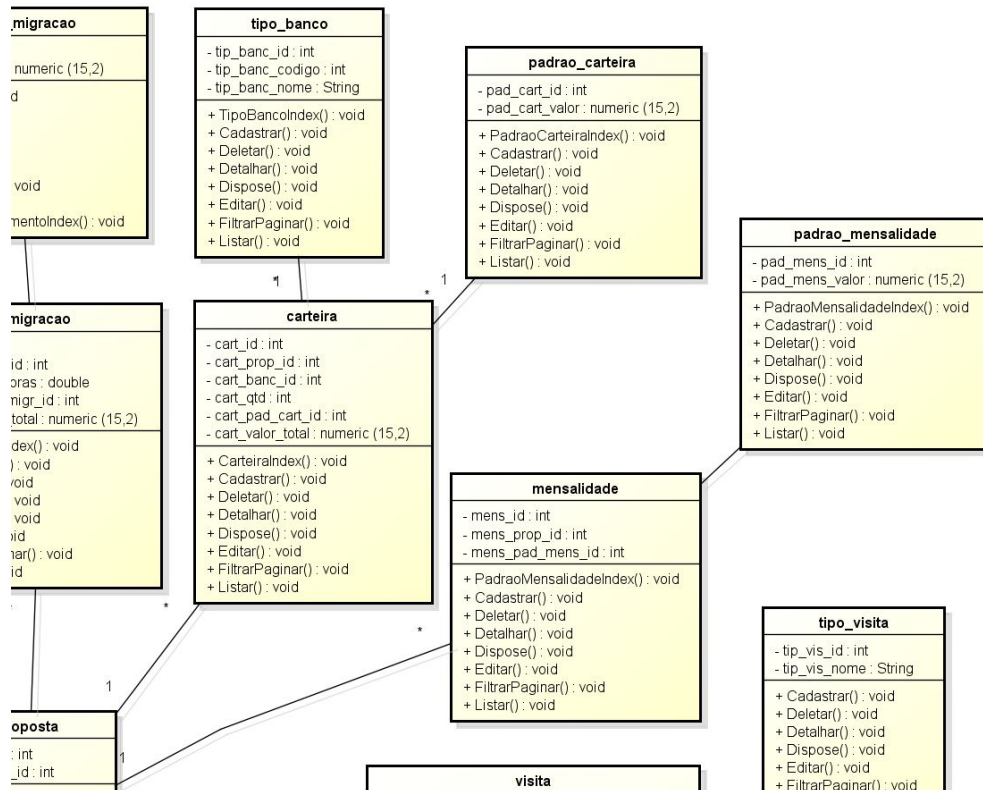 _migracao
numeric (15,2)
d
void
mentoIndex() : void
tipo_banco
- tip_banc_id : int
- tip_banc_codigo : int
- tip_banc_nome : String
+ TipoBancoIndex() : void
+ Cadastrar() : void
+ Deletar() : void
+ Detalhar() : void
+ Dispose() : void
+ Editar() : void
+ FiltrarPaginar() : void
+ Listar() : void
padrao_carteira
- pad_cart_id : int
- pad_cart_valor : numeric (15,2)
+ PadraoCarteiraIndex() : void
+ Cadastrar() : void
+ Deletar() : void
+ Detalhar() : void
+ Dispose() : void
+ Editar() : void
+ FiltrarPaginar() : void
+ Listar() : void
padrao_mensalidade
- pad_mens_id : int
- pad_mens_valor : numeric (15,2)
+ PadraoMensalidadeIndex() : void
+ Cadastrar() : void
+ Deletar() : void
+ Detalhar() : void
+ Dispose() : void
+ Editar() : void
+ FiltrarPaginar() : void
+ Listar() : void
*1
1
*
migracao
id : int
oras : double
migr_id : int
total : numeric (15,2)
dex() : void
) : void
void
void
void
oid
nar() : void
id
carteira
- cart_id : int
- cart_prop_id : int
- cart_banc_id : int
- cart_qtd : int
- cart_pad_cart_id : int
- cart_valor_total : numeric (15,2)
+ CarteiraIndex() : void
+ Cadastrar() : void
+ Deletar() : void
+ Detalhar() : void
+ Dispose() : void
+ Editar() : void
+ FiltrarPaginar() : void
+ Listar() : void
mensalidade
- mens_id : int
- mens_prop_id : int
- mens_pad_mens_id : int
+ PadraoMensalidadeIndex() : void
+ Cadastrar() : void
+ Deletar() : void
+ Detalhar() : void
+ Dispose() : void
+ Editar() : void
+ FiltrarPaginar() : void
+ Listar() : void
*
*
1
1
oposta
: int
_id : int
tipo_visita
- tip_vis_id : int
- tip_vis_nome : String
+ Cadastrar() : void
+ Deletar() : void
+ Detalhar() : void
+ Dispose() : void
+ Editar() : void
+ FiltrarPaginar() : void
visita